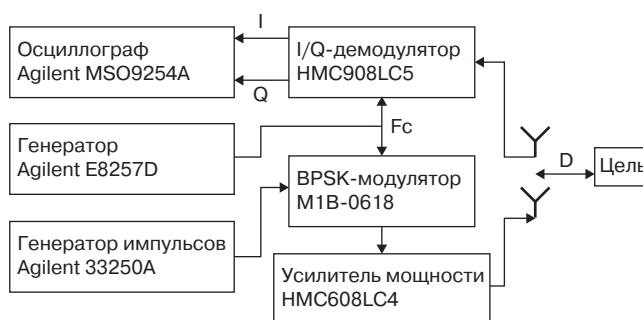 Осциллограф
Agilent MSO9254A
I
Q
I/Q-демодулятор
HMC908LC5
Генератор
Agilent E8257D
Fc
BPSK-модулятор
M1B-0618
D
Цель
Генератор импульсов
Agilent 33250A
Усилитель мощности
HMC608LC4